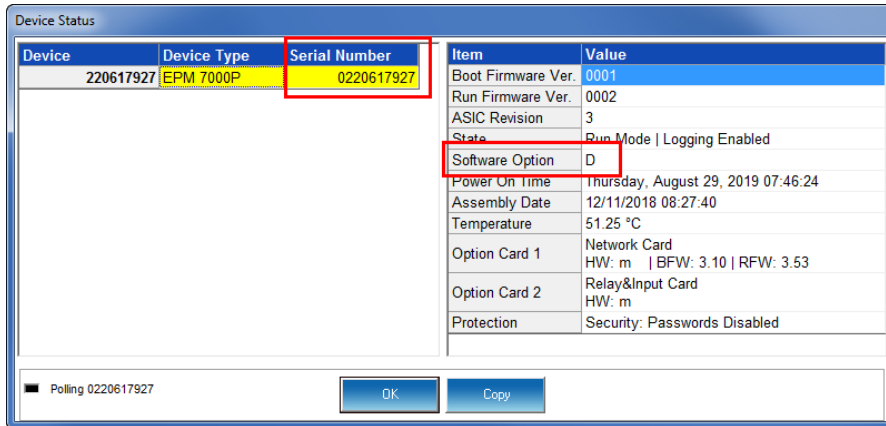 Device Status
Device Device Type Serial Number
220617927 EPM 7000P 0220617927
Item Value
Boot Firmware Ver. 0001
Run Firmware Ver. 0002
ASIC Revision 3
State Run Mode | Logging Enabled
Software Option D
Power On Time Thursday, August 29, 2019 07:46:24
Assembly Date 12/11/2018 08:27:40
Temperature 51.25 °C
Option Card 1 Network Card
HW: m | BFW: 3.10 | RFW: 3.53
Option Card 2 Relay&Input Card
HW: m
Protection Security: Passwords Disabled
Polling 0220617927
OK Copy